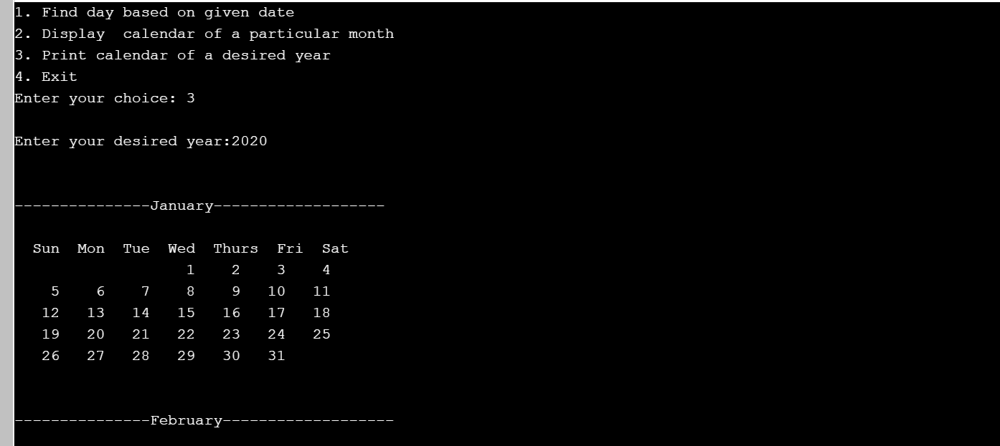 1. Find day based on given date
2. Display  calendar of a particular month
3. Print calendar of a desired year
4. Exit
Enter your choice: 3
Enter your desired year:2020
---------------January-------------------
  Sun  Mon  Tue  Wed  Thurs  Fri  Sat
                   1    2    3    4
    5    6    7    8    9   10   11
   12   13   14   15   16   17   18
   19   20   21   22   23   24   25
   26   27   28   29   30   31
---------------February-------------------